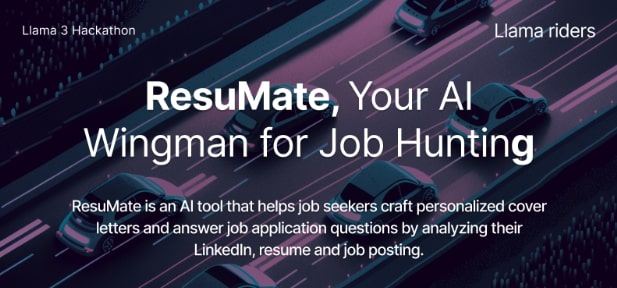 Llama 3 Hackathon
Llama riders
ResuMate, Your AI
Wingman for Job Hunting
ResuMate is an AI tool that helps job seekers craft personalized cover
letters and answer job application questions by analyzing their
LinkedIn, resume and job posting.